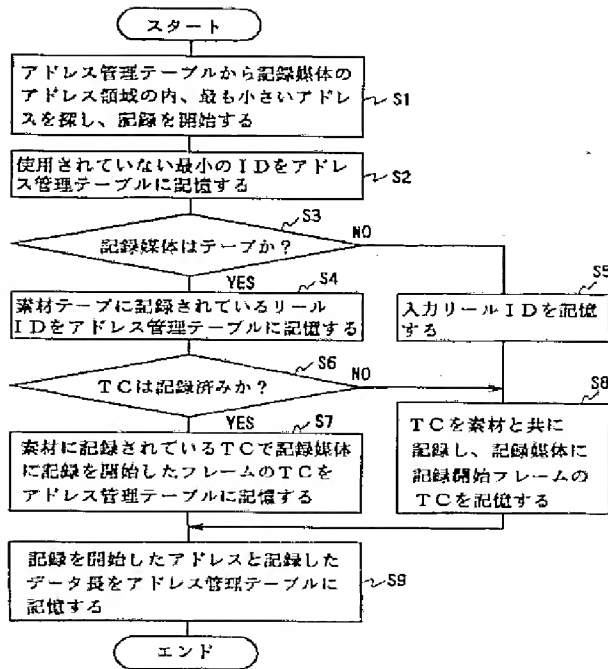 スタート
アドレス管理テーブルから記録媒体の
アドレス領域の内、最も小さいアドレ
スを探し、記録を開始する
S1
使用されていない最小のIDをアドレ
ス管理テーブルに記憶する
S2
S3
記録媒体はテープか?
NO
YES
S4
素材テープに記録されているリール
IDをアドレス管理テーブルに記憶する
S5
入力リールIDを記憶
する
S6
TCは記録済みか?
NO
YES
S7
素材に記録されているTCで記録媒体
に記録を開始したフレームのTCを
アドレス管理テーブルに記憶する
S8
TCを素材と共に
記録し、記録媒体に
記録開始フレームの
TCを記憶する
記録を開始したアドレスと記録した
データ長をアドレス管理テーブルに
記憶する
S9
エンド